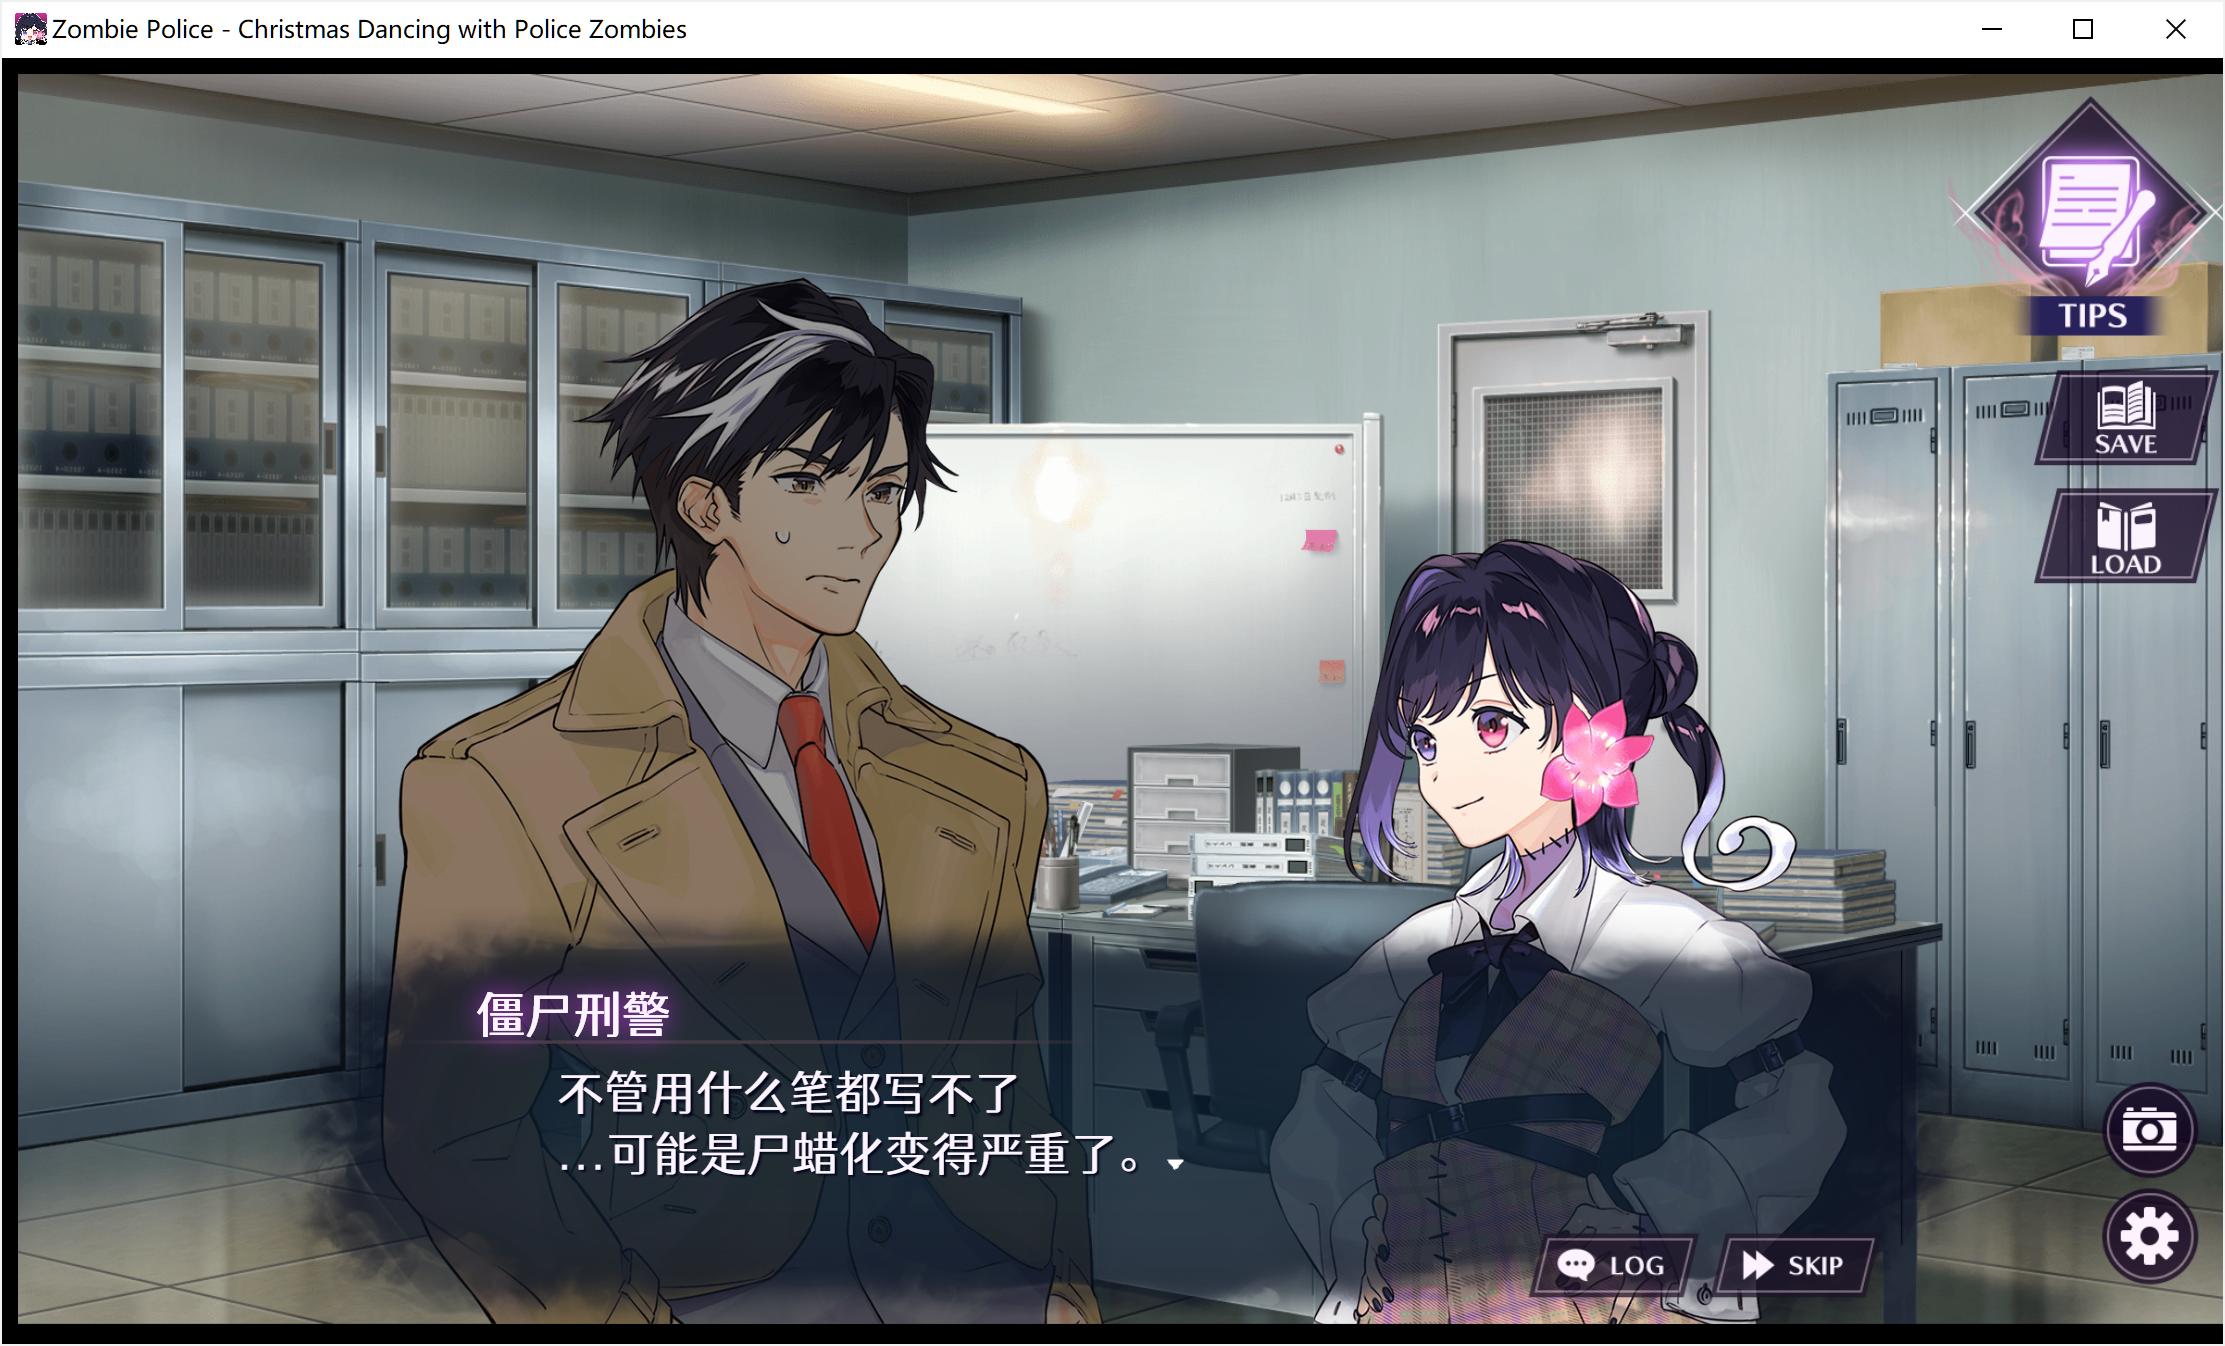 Zombie Police - Christmas Dancing with Police Zombies
TIPS
SAVE
LOAD
僵尸刑警
不管用什么笔都写不了
…可能是尸蜡化变得严重了。
LOG
SKIP